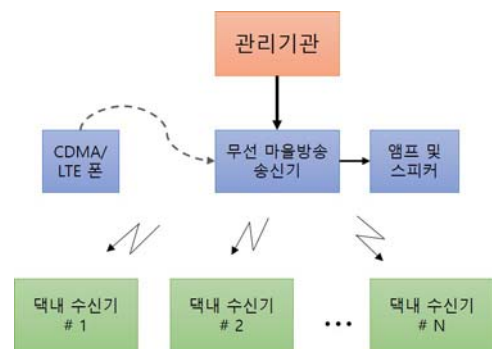 관리기관
CDMA/
LTE 폰
무선 마을방송
송신기
앰프 및
스피커
댁내 수신기
# 1
댁내 수신기
# 2
•••
댁내 수신기
# N